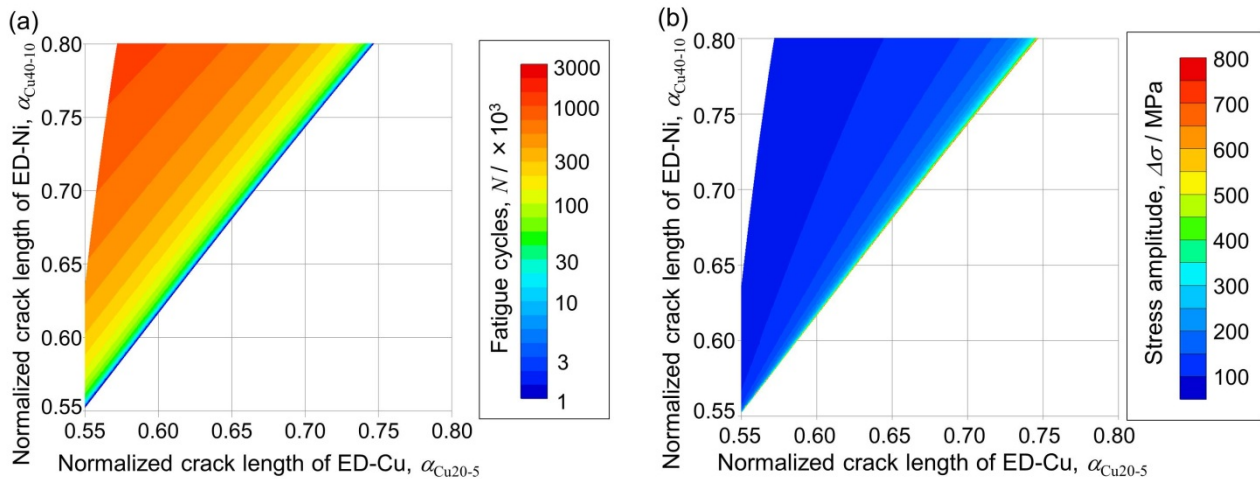 (a)
Normalized crack length of ED-Ni, αCu40-10
0.80
0.75
0.70
0.65
0.60
0.55
0.55 0.60 0.65 0.70 0.75 0.80
Normalized crack length of ED-Cu, αCu20-5
Fatigue cycles, N / ×10³
3000
1000
300
100
30
10
3
1
(b)
Normalized crack length of ED-Ni, αCu40-10
0.80
0.75
0.70
0.65
0.60
0.55
0.55 0.60 0.65 0.70 0.75 0.80
Normalized crack length of ED-Cu, αCu20-5
Stress amplitude, Δσ / MPa
800
700
600
500
400
300
200
100